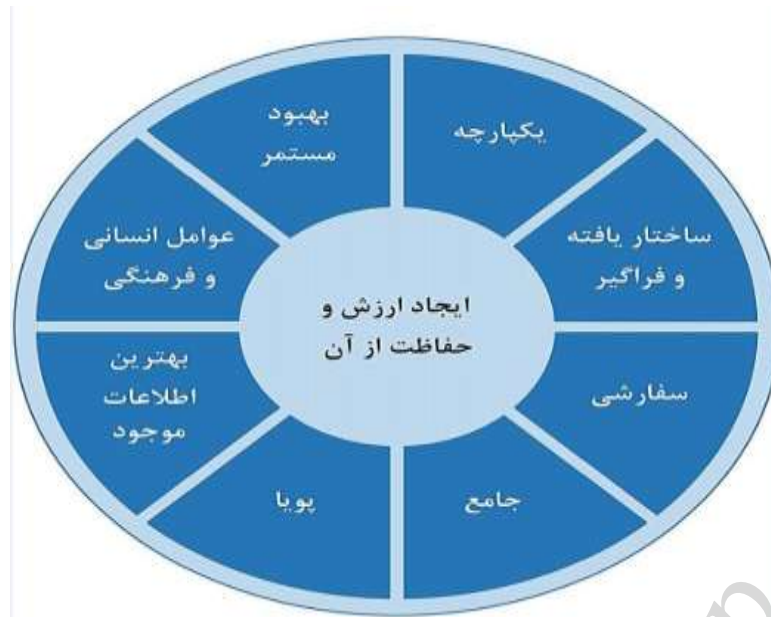 یکپارچه
ساختار یافته
و فراگیر
سفارشی
جامع
پویا
بهترین
اطلاعات
موجود
عوامل انسانی
و فرهنگی
بهبود
مستمر
ایجاد ارزش و
حفاظت از آن